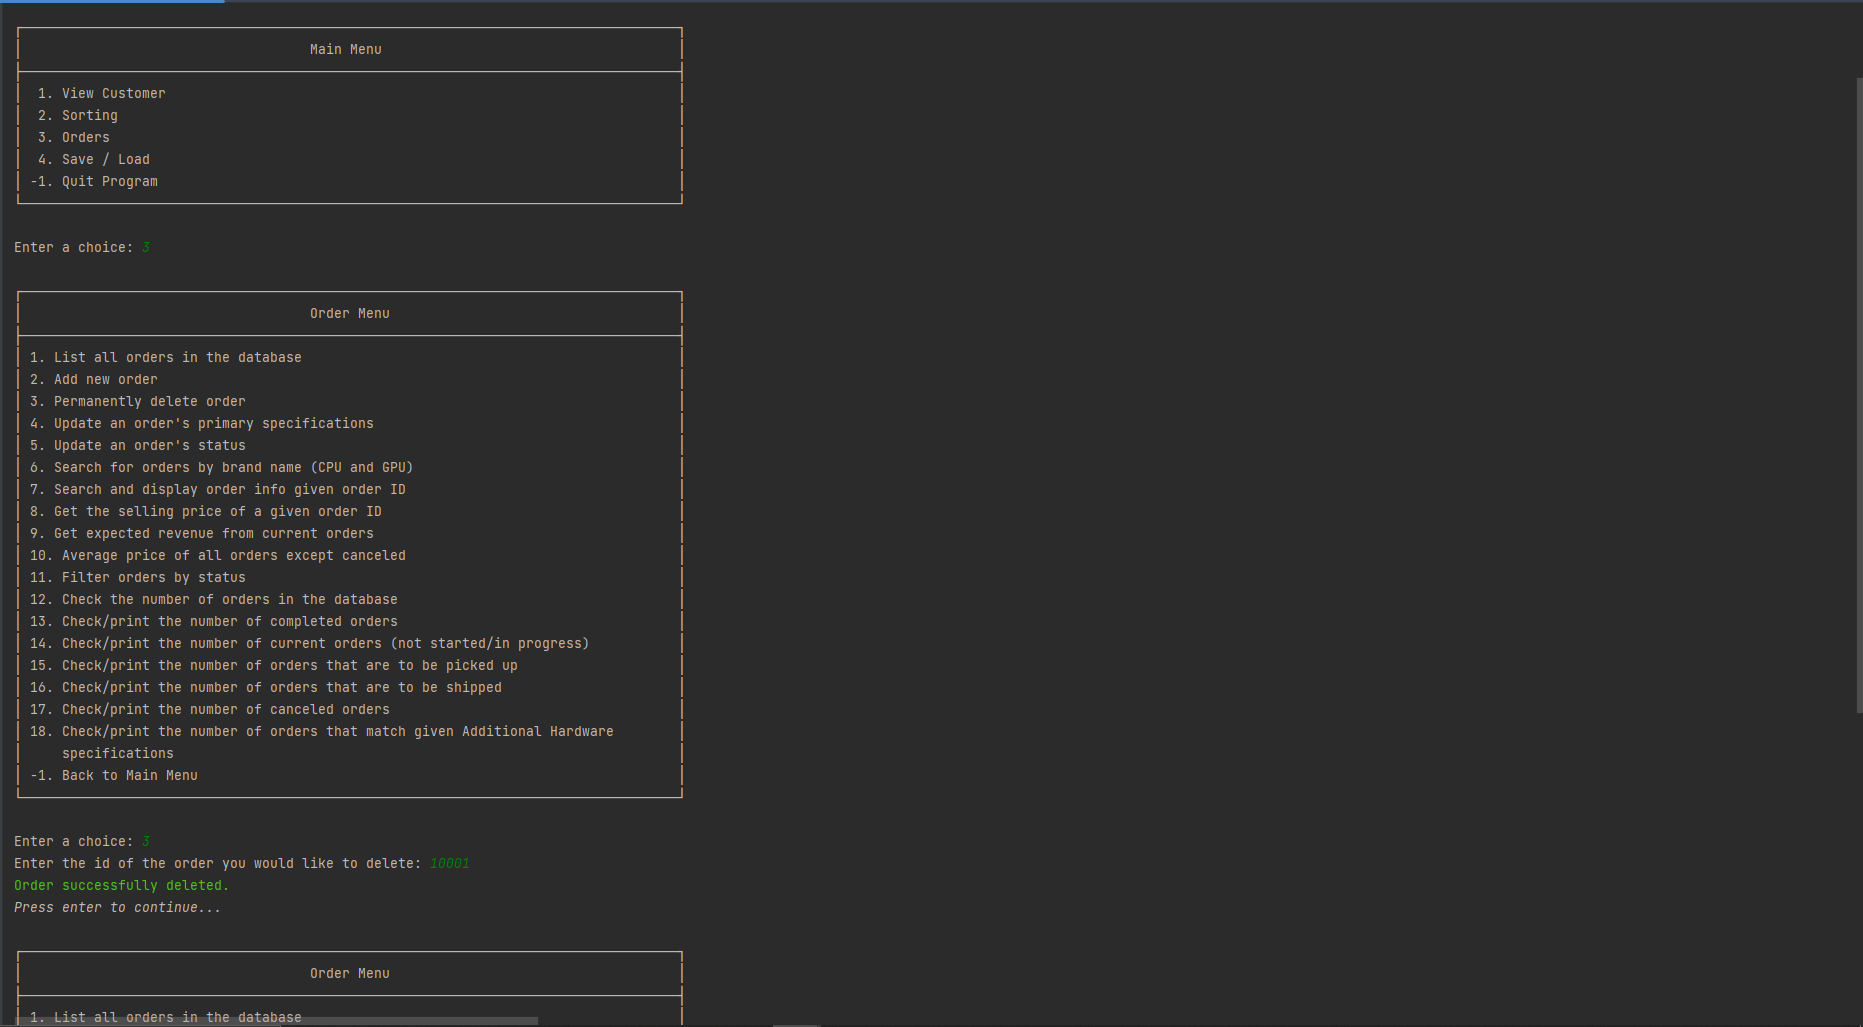 Main Menu
1. View Customer
2. Sorting
3. Orders
4. Save / Load
-1. Quit Program
Enter a choice: 3
Order Menu
1. List all orders in the database
2. Add new order
3. Permanently delete order
4. Update an order's primary specifications
5. Update an order's status
6. Search for orders by brand name (CPU and GPU)
7. Search and display order info given order ID
8. Get the selling price of a given order ID
9. Get expected revenue from current orders
10. Average price of all orders except canceled
11. Filter orders by status
12. Check the number of orders in the database
13. Check/print the number of completed orders
14. Check/print the number of current orders (not started/in progress)
15. Check/print the number of orders that are to be picked up
16. Check/print the number of orders that are to be shipped
17. Check/print the number of canceled orders
18. Check/print the number of orders that match given Additional Hardware
specifications
-1. Back to Main Menu
Enter a choice: 3
Enter the id of the order you would like to delete: 10001
Order successfully deleted.
Press enter to continue...
Order Menu
1. List all orders in the database